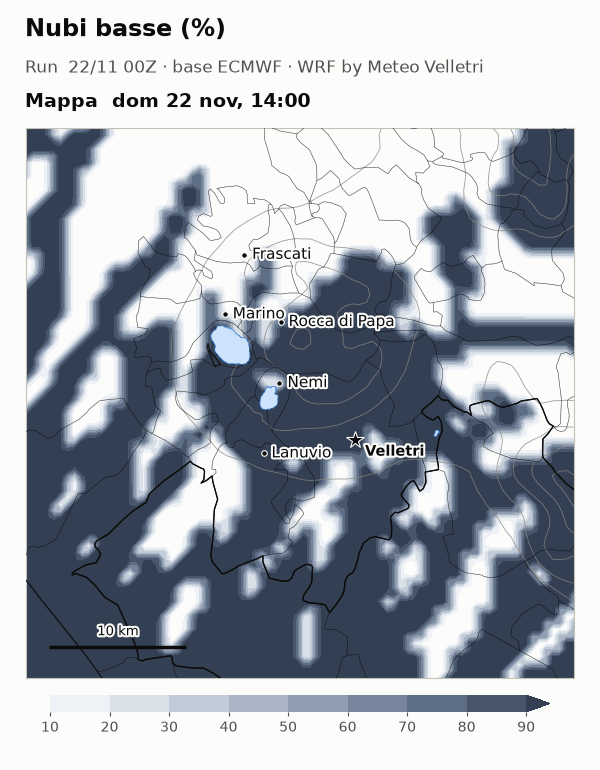 Nubi basse (%)
Run  22/11 00Z · base ECMWF · WRF by Meteo Velletri
Mappa  dom 22 nov, 14:00
Frascati
Marino
Rocca di Papa
Nemi
Velletri
Lanuvio
10 km
10 20 30 40 50 60 70 80 90